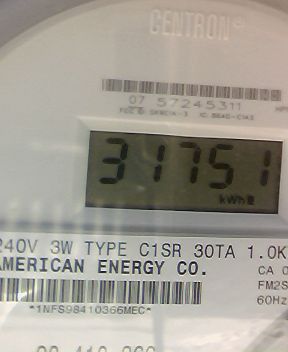 CENTRON®
07 57245311
31751
kWh
240V 3W TYPE C1SR 30TA 1.0K
AMERICAN ENERGY CO.
CA 0
FM2S
*1NFS98410366MEC*
60Hz